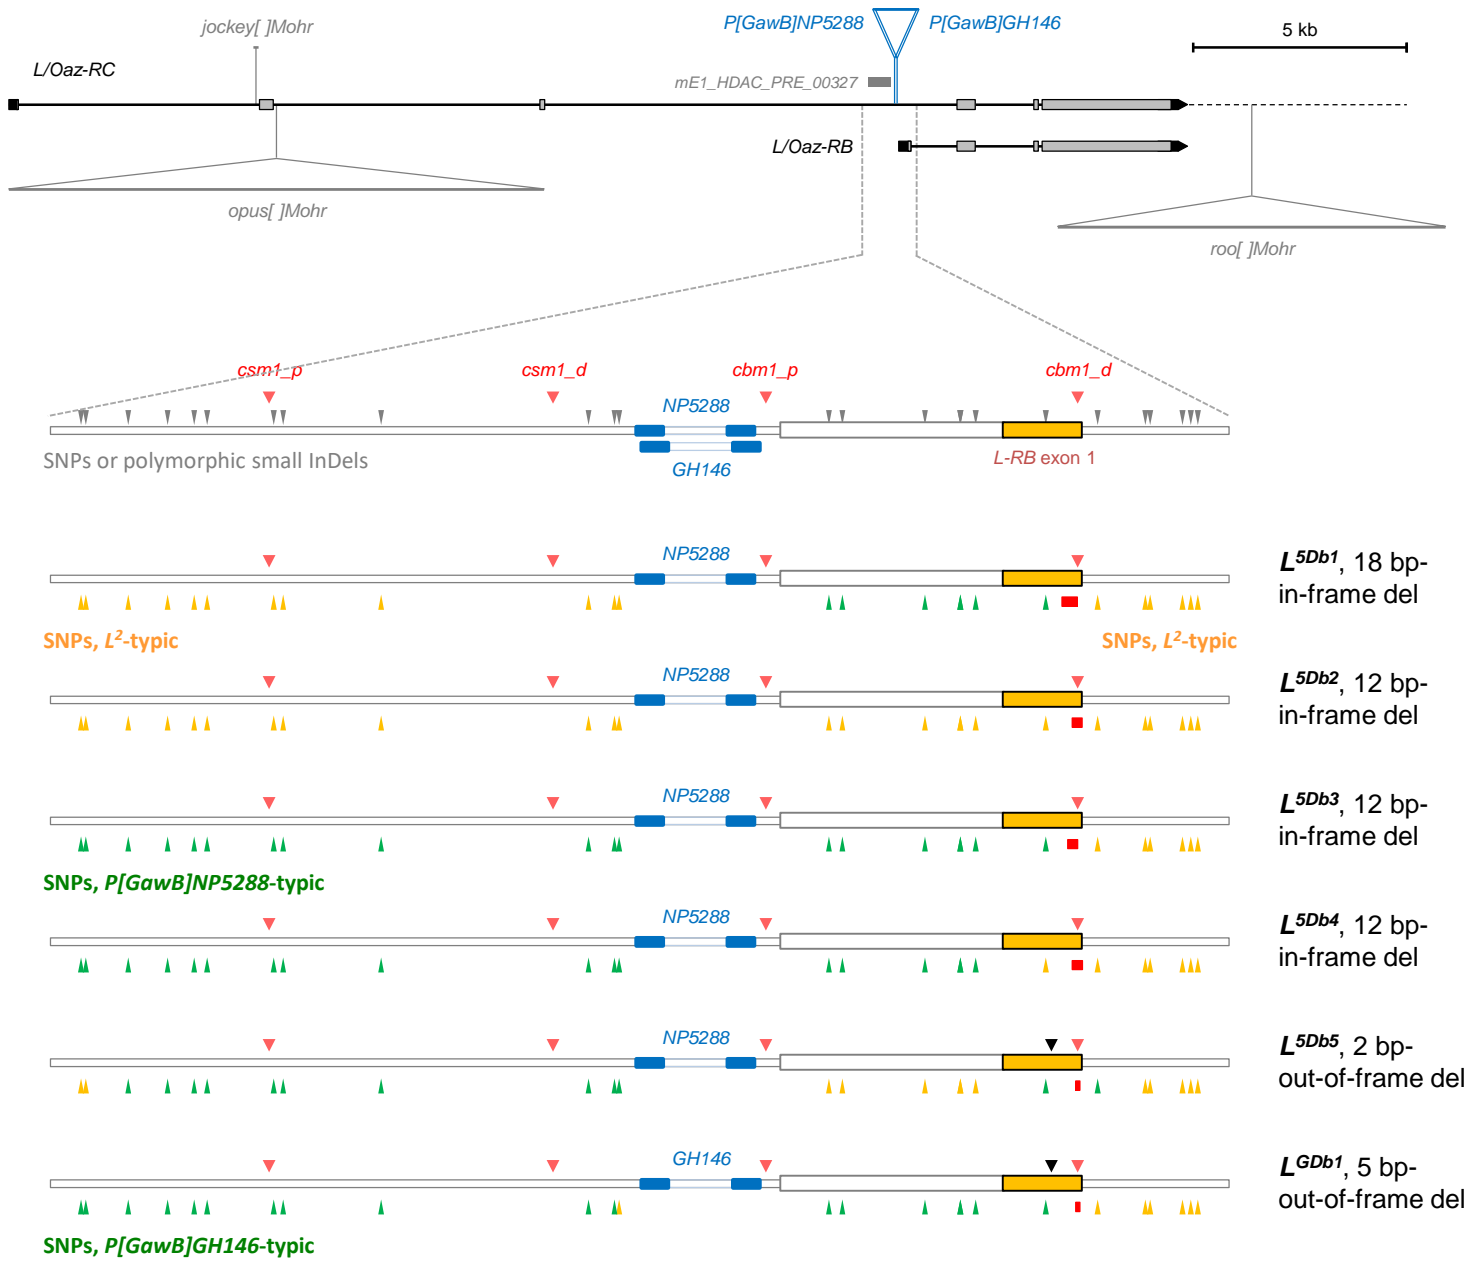 jockey[ ]Mohr
P[GawB]NP5288 P[GawB]GH146
5 kb
L/Oaz-RC
mE1_HDAC_PRE_00327
L/Oaz-RB
opus[ ]Mohr
roo[ ]Mohr
csm1_p csm1_d cbm1_p cbm1_d
NP5288
SNPs or polymorphic small InDels
GH146
L-RB exon 1
NP5288
L5Db1, 18 bp-
in-frame del
SNPs, L2-typic
SNPs, L2-typic
NP5288
L5Db2, 12 bp-
in-frame del
NP5288
L5Db3, 12 bp-
in-frame del
SNPs, P[GawB]NP5288-typic
NP5288
L5Db4, 12 bp-
in-frame del
NP5288
L5Db5, 2 bp-
out-of-frame del
GH146
LGDb1, 5 bp-
out-of-frame del
SNPs, P[GawB]GH146-typic